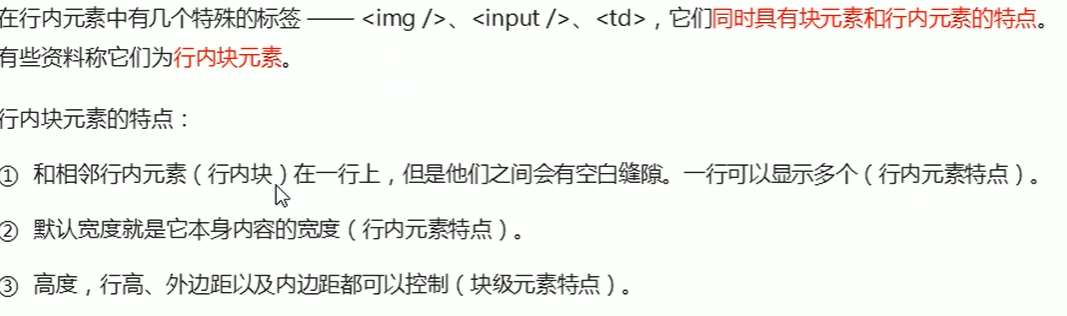 在行内元素中有几个特殊的标签 —— <img />、<input />、<td>，它们同时具有块元素和行内元素的特点。
有些资料称它们为行内块元素。
行内块元素的特点：
① 和相邻行内元素（行内块）在一行上，但是他们之间会有空白缝隙。一行可以显示多个（行内元素特点）。
② 默认宽度就是它本身内容的宽度（行内元素特点）。
③ 高度，行高、外边距以及内边距都可以控制（块级元素特点）。